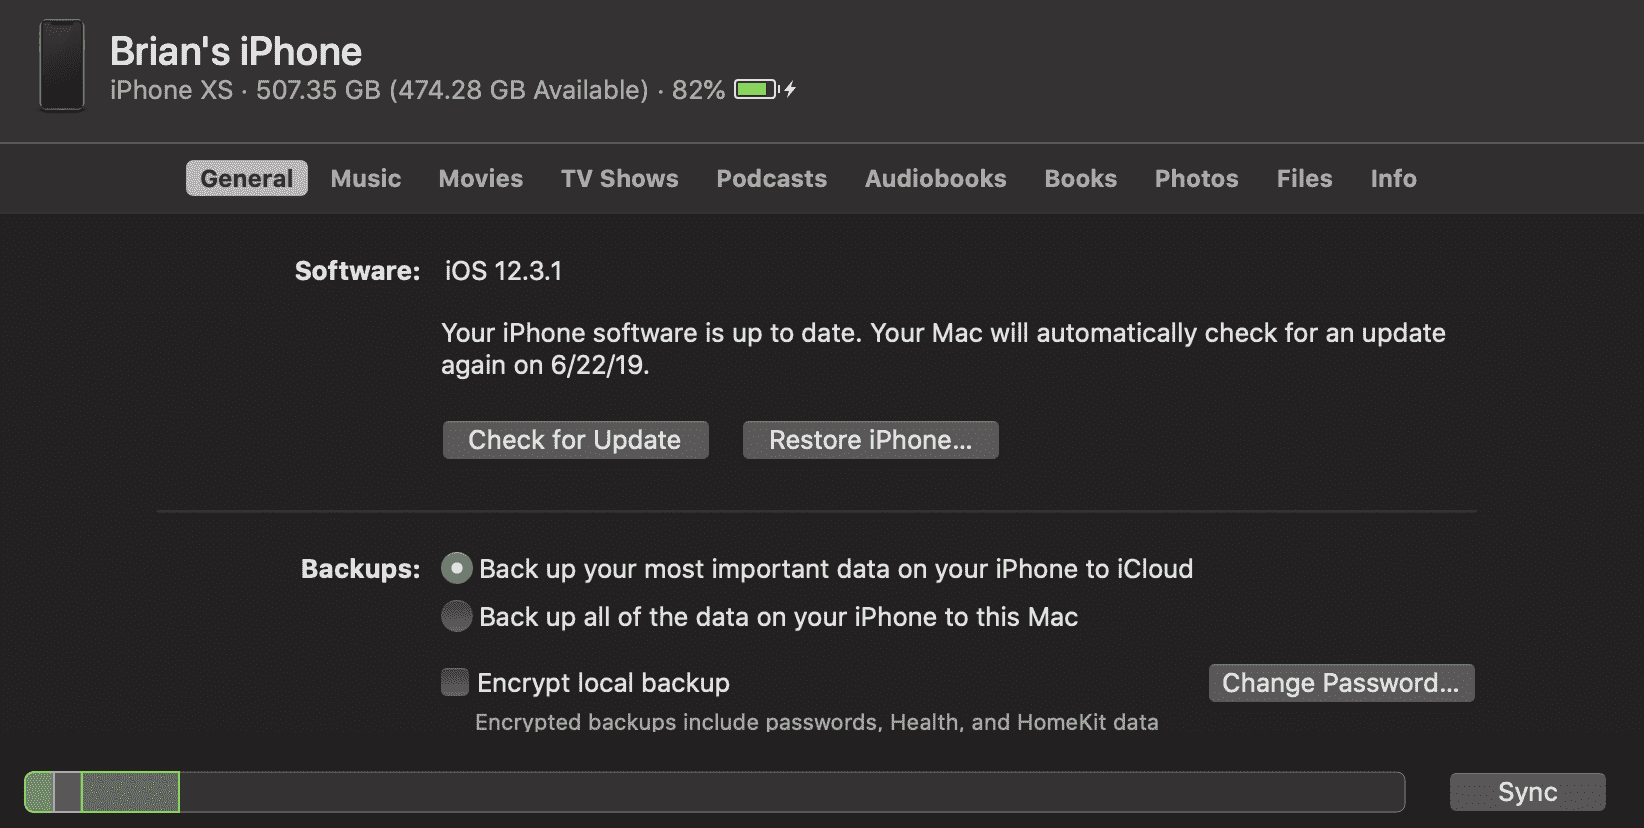 Brian's iPhone
iPhone XS · 507.35 GB (474.28 GB Available) · 82%
General Music Movies TV Shows Podcasts Audiobooks Books Photos Files Info
Software: iOS 12.3.1
Your iPhone software is up to date. Your Mac will automatically check for an update
again on 6/22/19.
Check for Update Restore iPhone...
Backups: Back up your most important data on your iPhone to iCloud
Back up all of the data on your iPhone to this Mac
Encrypt local backup Change Password...
Encrypted backups include passwords, Health, and HomeKit data
Sync